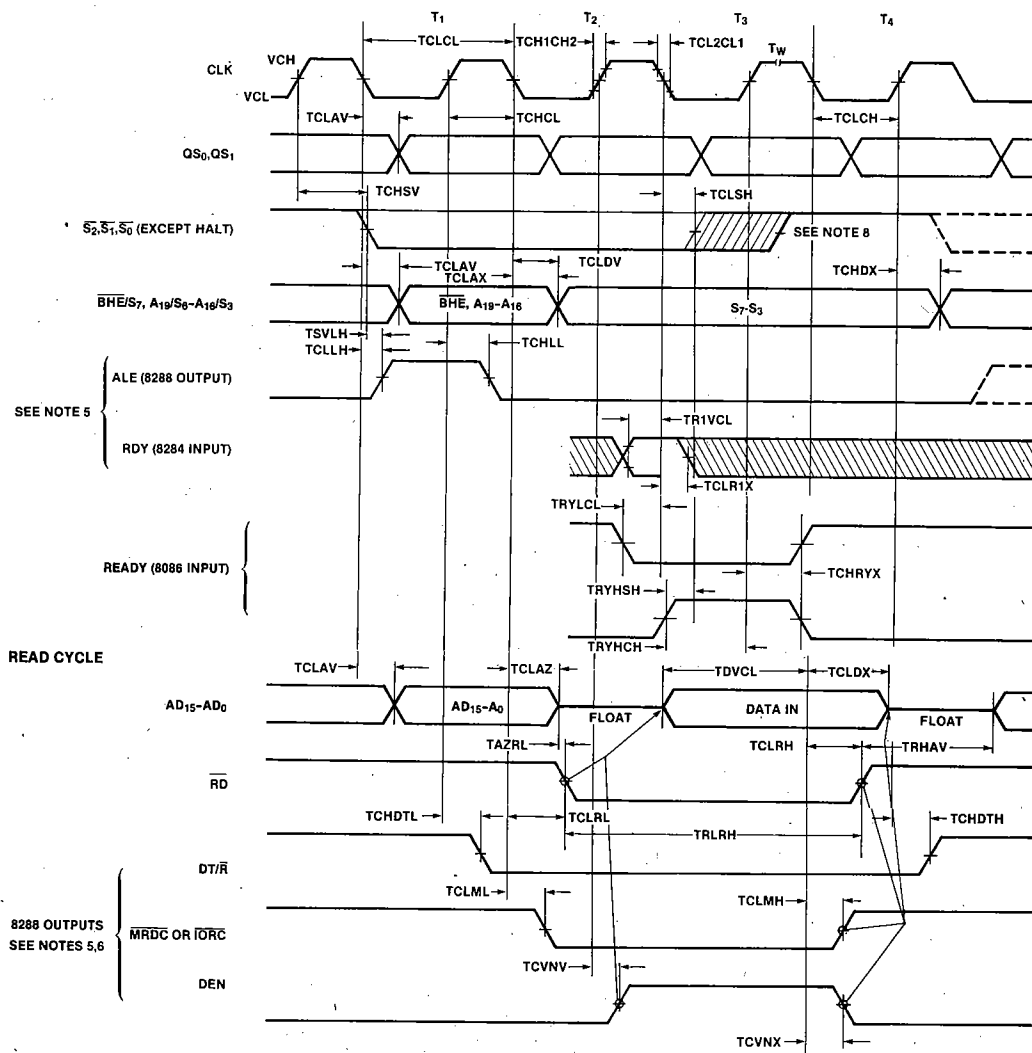 T1 T2 T3 T4
TCLCL TCH1CH2 TCL2CL1 TW
VCH
CLK
VCL
TCLAV TCHCL TCLCH
QS0,QS1
TCHSV TCLSH
S2,S1,S0 (EXCEPT HALT) SEE NOTE 8
TCLAV TCLDV
TCLAX TCHDX
BHE/S7, A19/S6–A16/S3 BHE, A19–A16 S7–S3
TSVLH
TCLLH TCHLL
ALE (8288 OUTPUT)
SEE NOTE 5
TR1VCL
RDY (8284 INPUT)
TCLR1X
TRYLCL
READY (8086 INPUT) TCHRYX
TRYHSH
TRYHCH
READ CYCLE
TCLAV TCLAZ TDVCL TCLDX
AD15–AD0 AD15–A0 FLOAT DATA IN FLOAT
TAZRL TCLRH TRHAV
RD
TCHDTL TCLRL TRLRH TCHDTH
DT/R
TCLML TCLMH
8288 OUTPUTS
SEE NOTES 5,6
MRDC OR IORC
TCVNV
DEN
TCVNX